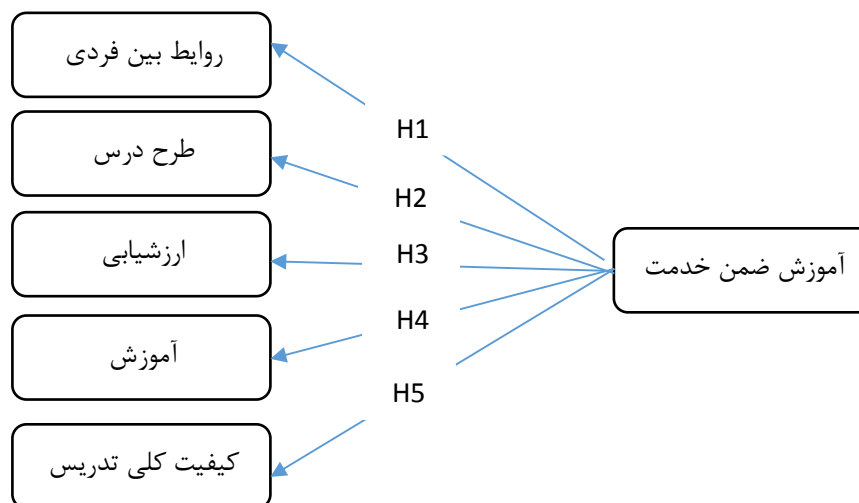 روابط بین فردی
H1
طرح درس
H2
ارزشیابی
H3
آموزش ضمن خدمت
H4
آموزش
H5
کیفیت کلی تدریس